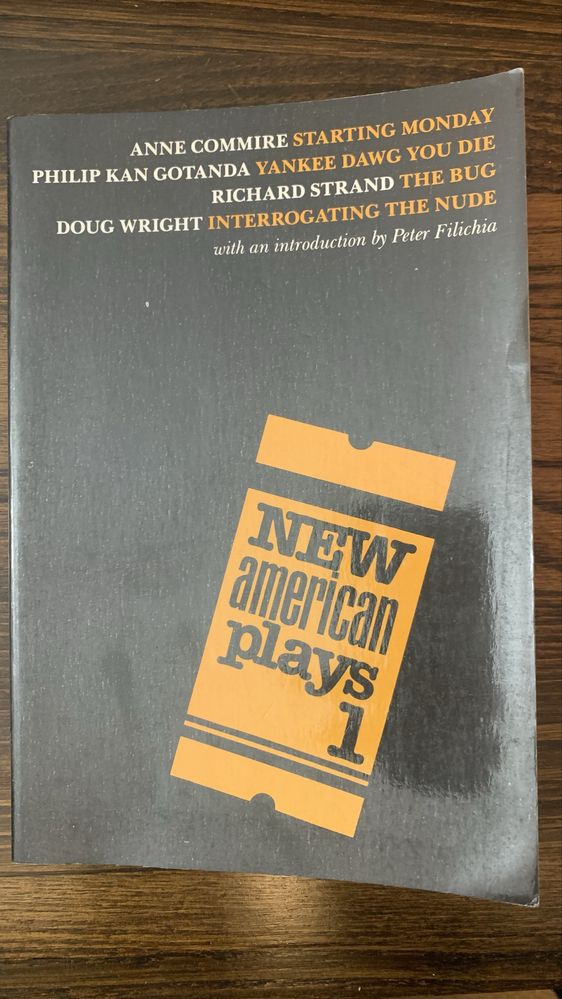 ANNE COMMIRE STARTING MONDAY
PHILIP KAN GOTANDA YANKEE DAWG YOU DIE
RICHARD STRAND THE BUG
DOUG WRIGHT INTERROGATING THE NUDE
with an introduction by Peter Filichia
NEW
american
plays
1